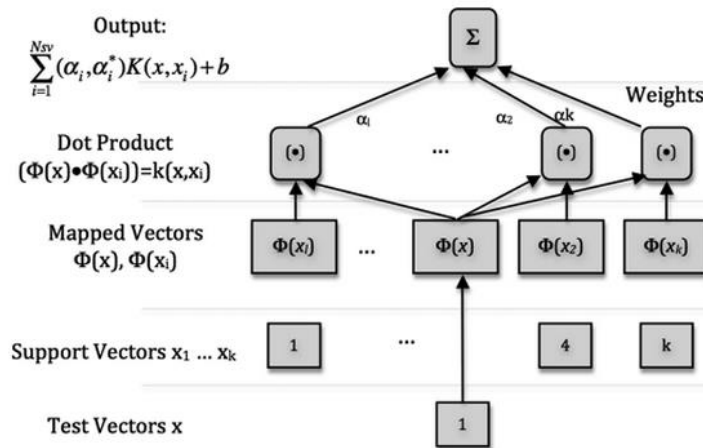 Output:
Σ
Nsv
∑ (αᵢ,αᵢ*)K(x,xᵢ)+b
i=1
Weights
αᵢ α₂ αk
Dot Product
(Φ(x)•Φ(xᵢ))=k(x,xᵢ)
(•) ... (•) (•)
Mapped Vectors
Φ(x), Φ(xᵢ)
Φ(xᵢ) ... Φ(x) Φ(x₂) Φ(xₖ)
Support Vectors x₁ ... xₖ
1 ... 4 k
Test Vectors x
1